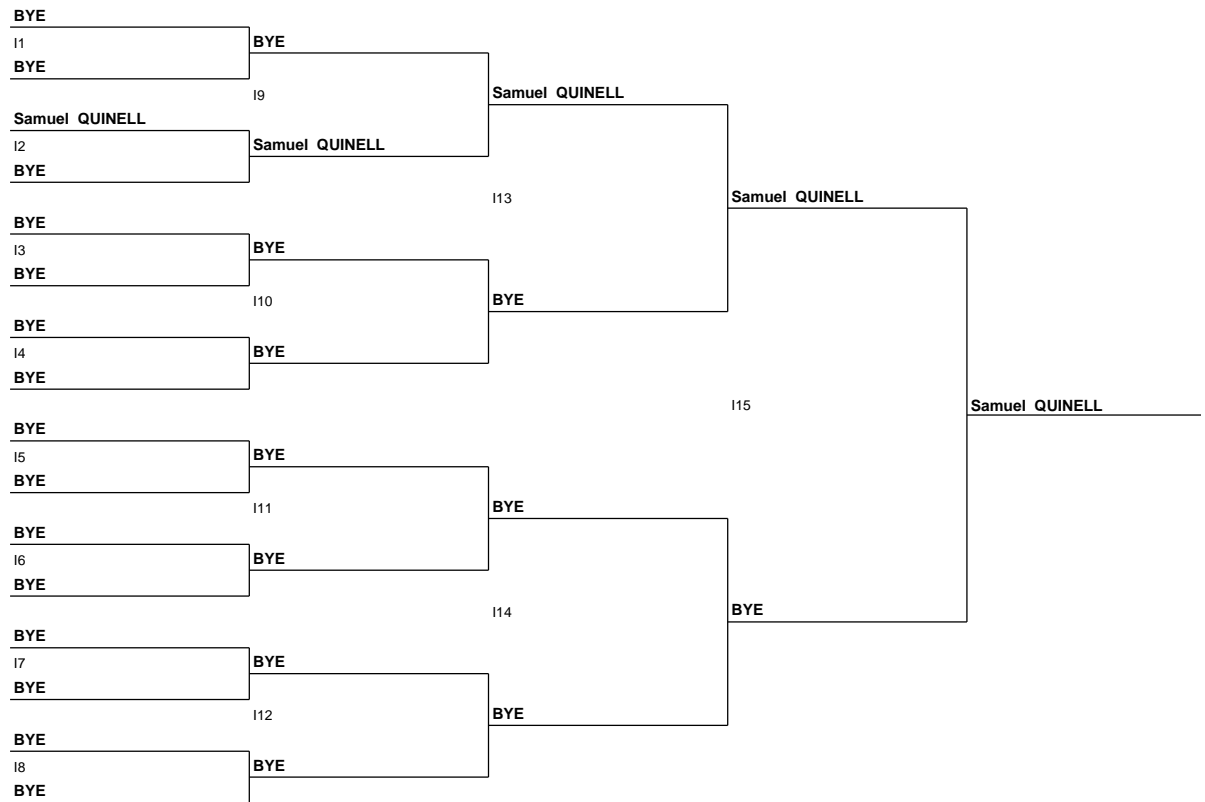 BYE
I1
BYE
BYE
I9
Samuel QUINELL
Samuel QUINELL
I2
Samuel QUINELL
BYE
I13
Samuel QUINELL
BYE
I3
BYE
BYE
I10
BYE
BYE
I4
BYE
BYE
I15
Samuel QUINELL
BYE
I5
BYE
BYE
I11
BYE
BYE
I6
BYE
BYE
I14
BYE
BYE
I7
BYE
BYE
I12
BYE
BYE
I8
BYE
BYE